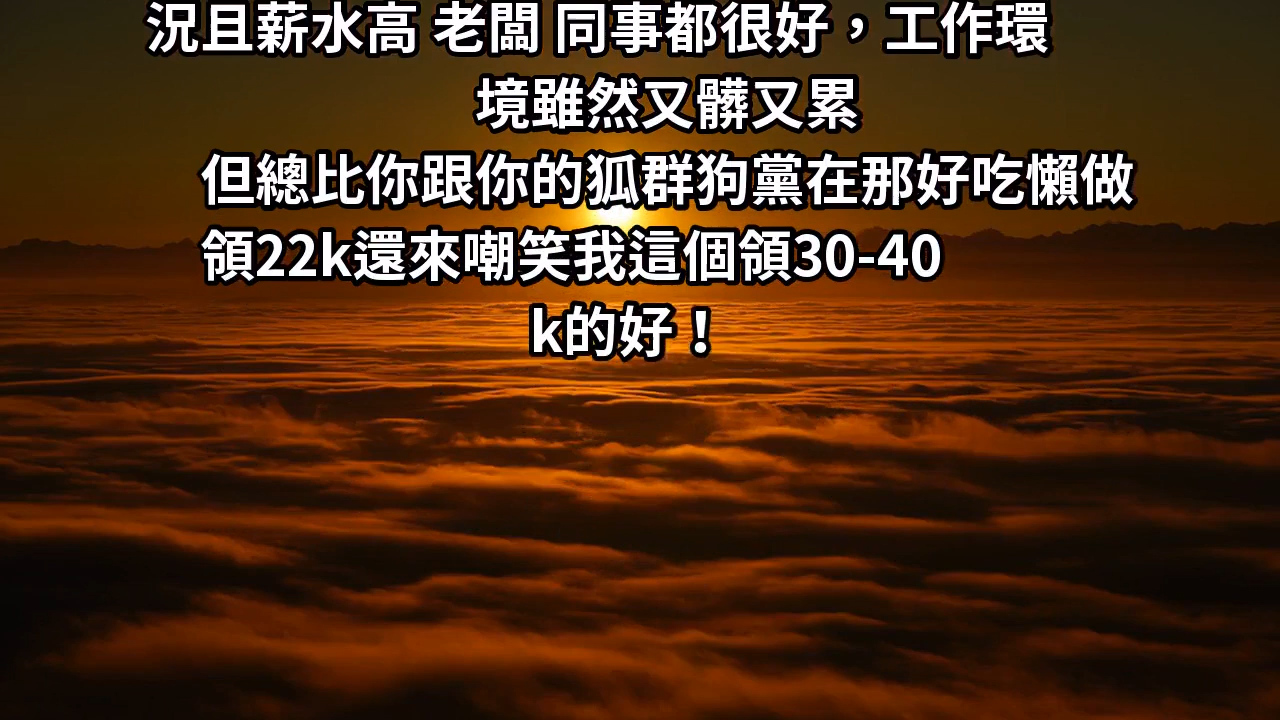 況且薪水高 老闆 同事都很好，工作環
境雖然又髒又累
但總比你跟你的狐群狗黨在那好吃懶做
領22k還來嘲笑我這個領30-40
k的好！